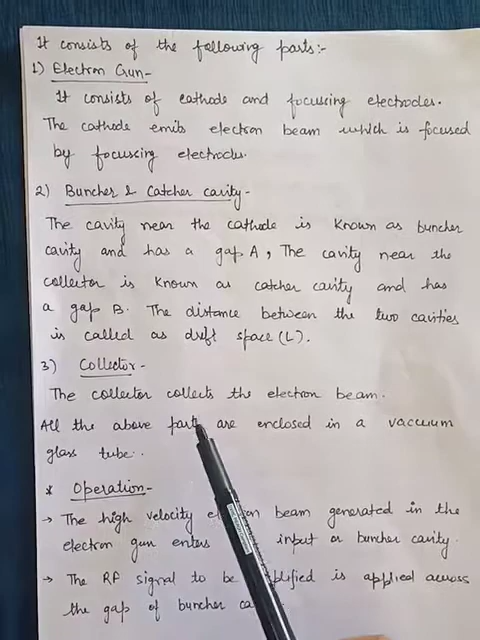 It consists of the following parts:-
1) Electron Gun-
It consists of cathode and focussing electrodes.
The cathode emits electron beam which is focused
by focussing electrodes.
2) Buncher & Catcher cavity-
The cavity near the cathode is known as buncher
cavity and has a gap A, The cavity near the
collector is known as catcher cavity and has
a gap B. The distance between the two cavities
is called as drift space (L).
3) Collector-
The collector collects the electron beam.
All the above parts are enclosed in a vaccuum
glass tube.
* Operation-
→ The high velocity beam generated in the
electron gun enters input or buncher cavity.
→ The RF signal to be is applied across
the gap of buncher